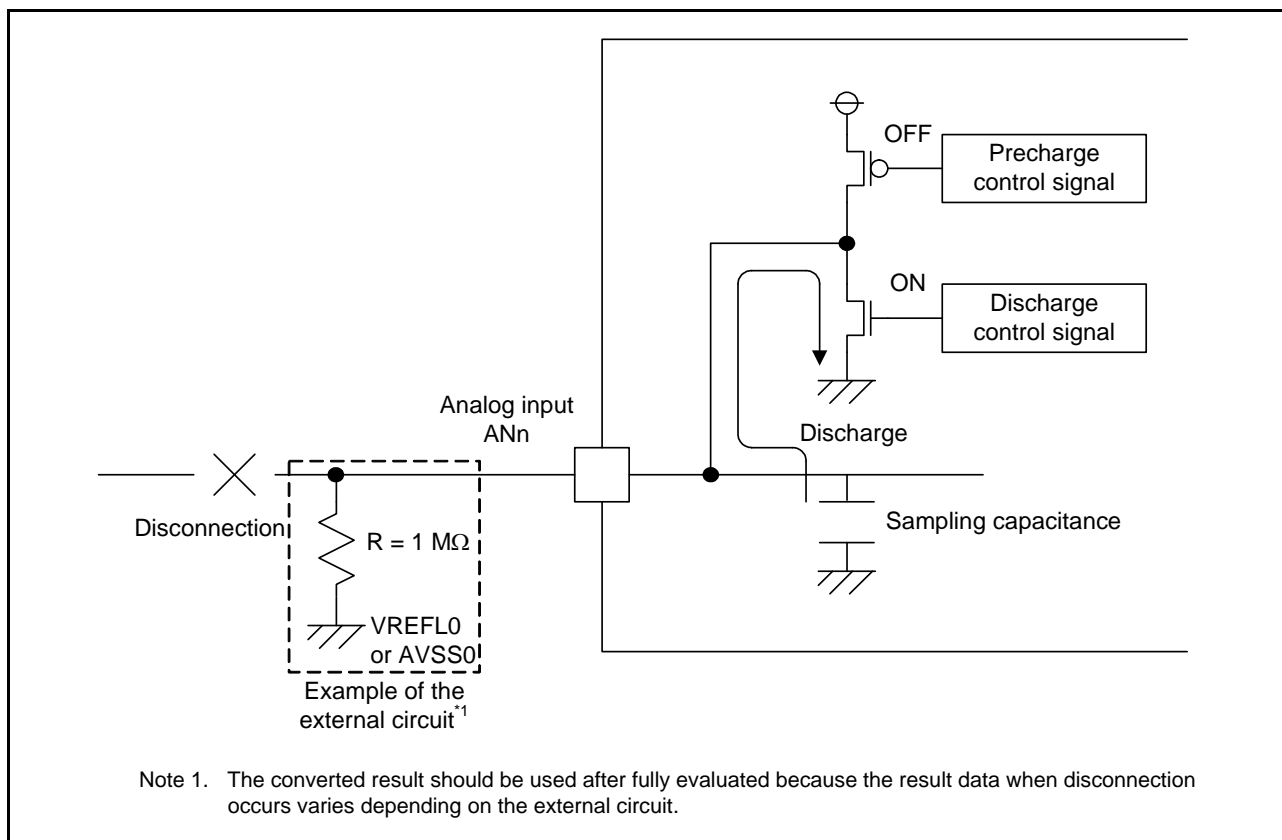 OFF
Precharge
control signal
ON
Discharge
control signal
Analog input
ANn
Discharge
Disconnection
R = 1 MΩ
Sampling capacitance
VREFL0
or AVSS0
Example of the
external circuit*1
Note 1. The converted result should be used after fully evaluated because the result data when disconnection
occurs varies depending on the external circuit.